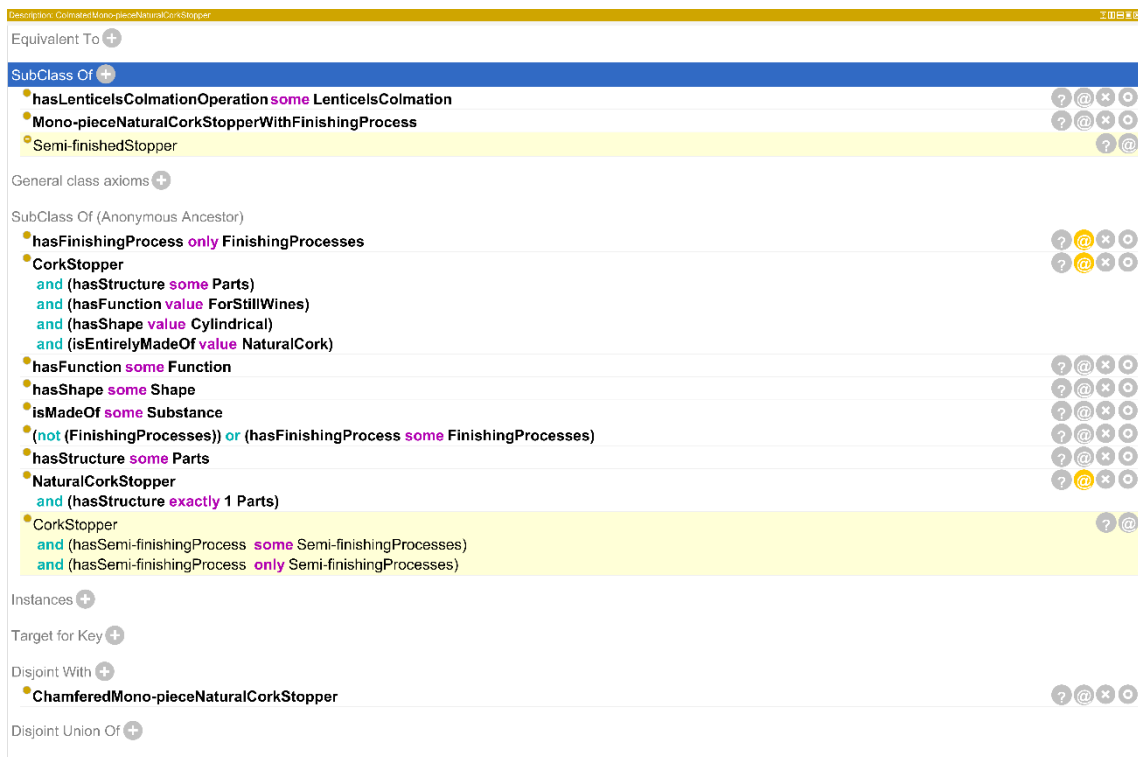 Description: ColmatedMono-pieceNaturalCorkStopper
Equivalent To
SubClass Of
hasLenticelsColmationOperation some LenticelsColmation
Mono-pieceNaturalCorkStopperWithFinishingProcess
Semi-finishedStopper
General class axioms
SubClass Of (Anonymous Ancestor)
hasFinishingProcess only FinishingProcesses
CorkStopper
and (hasStructure some Parts)
and (hasFunction value ForStillWines)
and (hasShape value Cylindrical)
and (isEntirelyMadeOf value NaturalCork)
hasFunction some Function
hasShape some Shape
isMadeOf some Substance
(not (FinishingProcesses)) or (hasFinishingProcess some FinishingProcesses)
hasStructure some Parts
NaturalCorkStopper
and (hasStructure exactly 1 Parts)
CorkStopper
and (hasSemi-finishingProcess some Semi-finishingProcesses)
and (hasSemi-finishingProcess only Semi-finishingProcesses)
Instances
Target for Key
Disjoint With
ChamferedMono-pieceNaturalCorkStopper
Disjoint Union Of